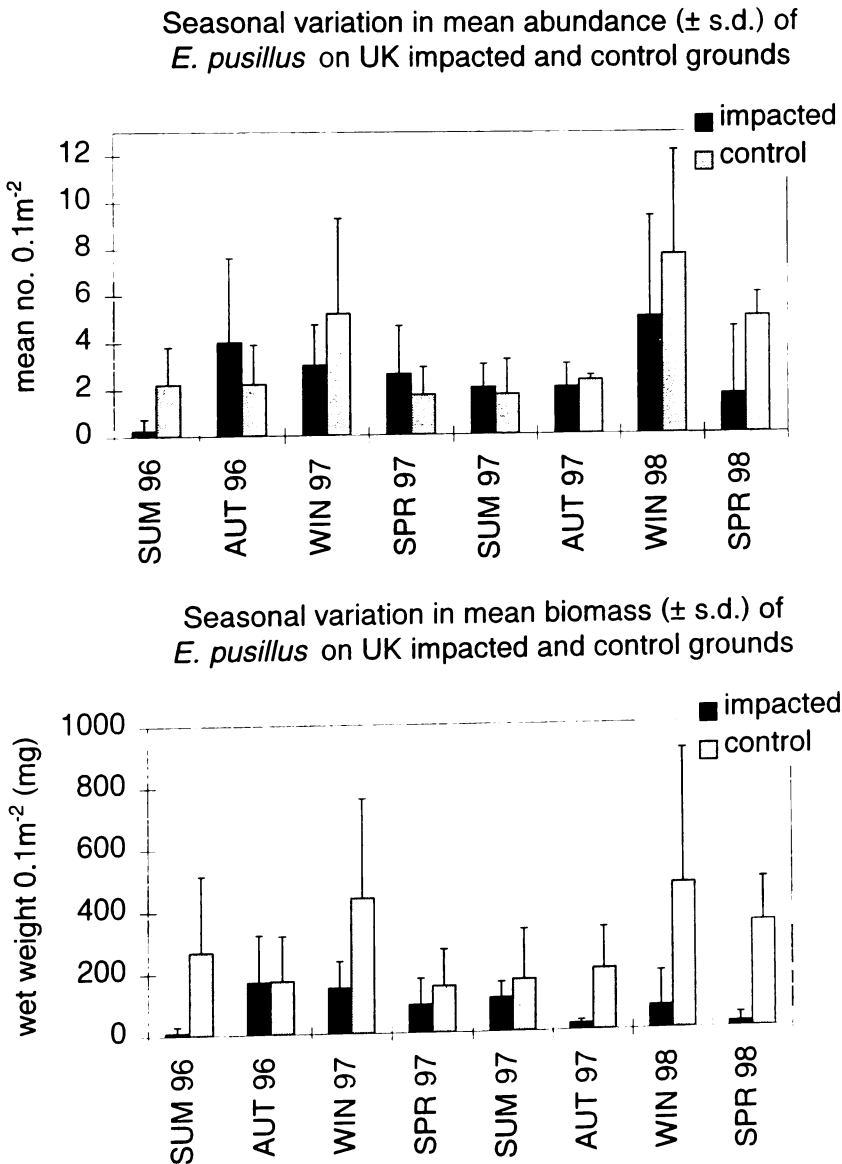 Seasonal variation in mean abundance (± s.d.) of
E. pusillus on UK impacted and control grounds
impacted
control
mean no. 0.1m⁻²
12
10
8
6
4
2
0
SUM 96
AUT 96
WIN 97
SPR 97
SUM 97
AUT 97
WIN 98
SPR 98
Seasonal variation in mean biomass (± s.d.) of
E. pusillus on UK impacted and control grounds
impacted
control
wet weight 0.1m⁻² (mg)
1000
800
600
400
200
0
SUM 96
AUT 96
WIN 97
SPR 97
SUM 97
AUT 97
WIN 98
SPR 98